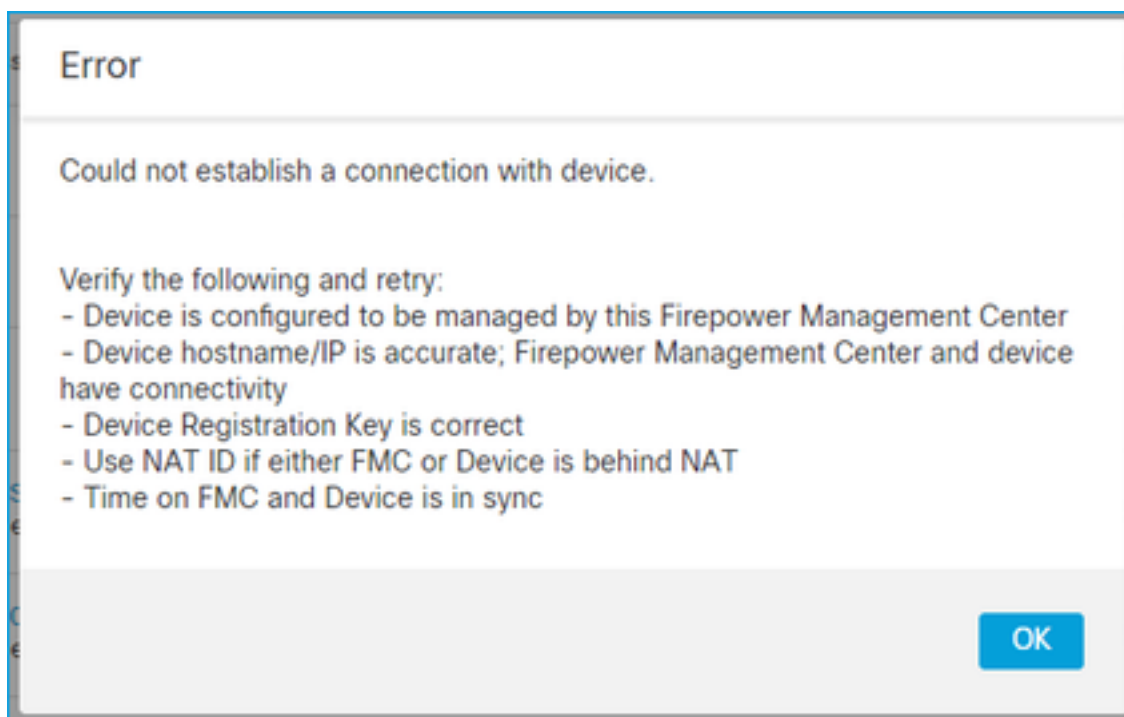 Error
Could not establish a connection with device.
Verify the following and retry:
- Device is configured to be managed by this Firepower Management Center
- Device hostname/IP is accurate; Firepower Management Center and device
have connectivity
- Device Registration Key is correct
- Use NAT ID if either FMC or Device is behind NAT
- Time on FMC and Device is in sync
OK